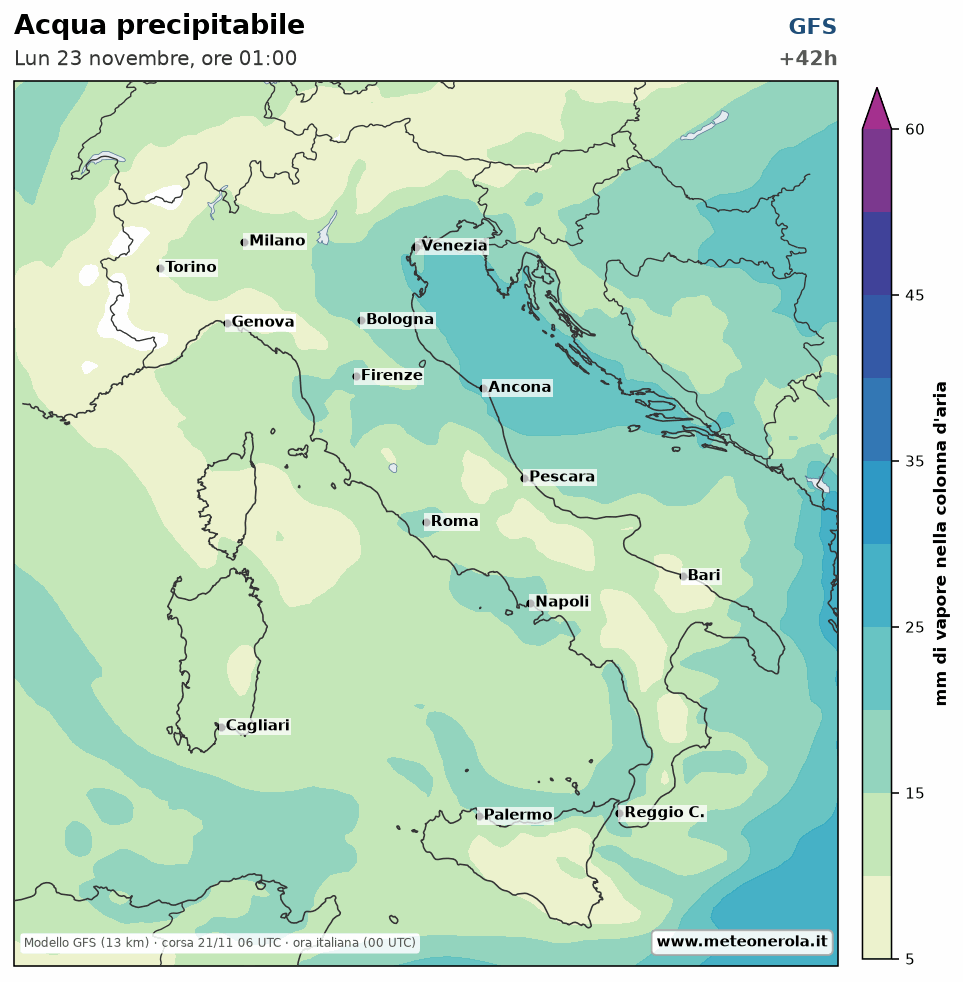 Acqua precipitabile
GFS
Lun 23 novembre, ore 01:00
+42h
Milano
Venezia
Torino
Genova
Bologna
Firenze
Ancona
Pescara
Roma
Bari
Napoli
Cagliari
Palermo
Reggio C.
Modello GFS (13 km) · corsa 21/11 06 UTC · ora italiana (00 UTC)
www.meteonerola.it
60
45
35
25
15
5
mm di vapore nella colonna d'aria